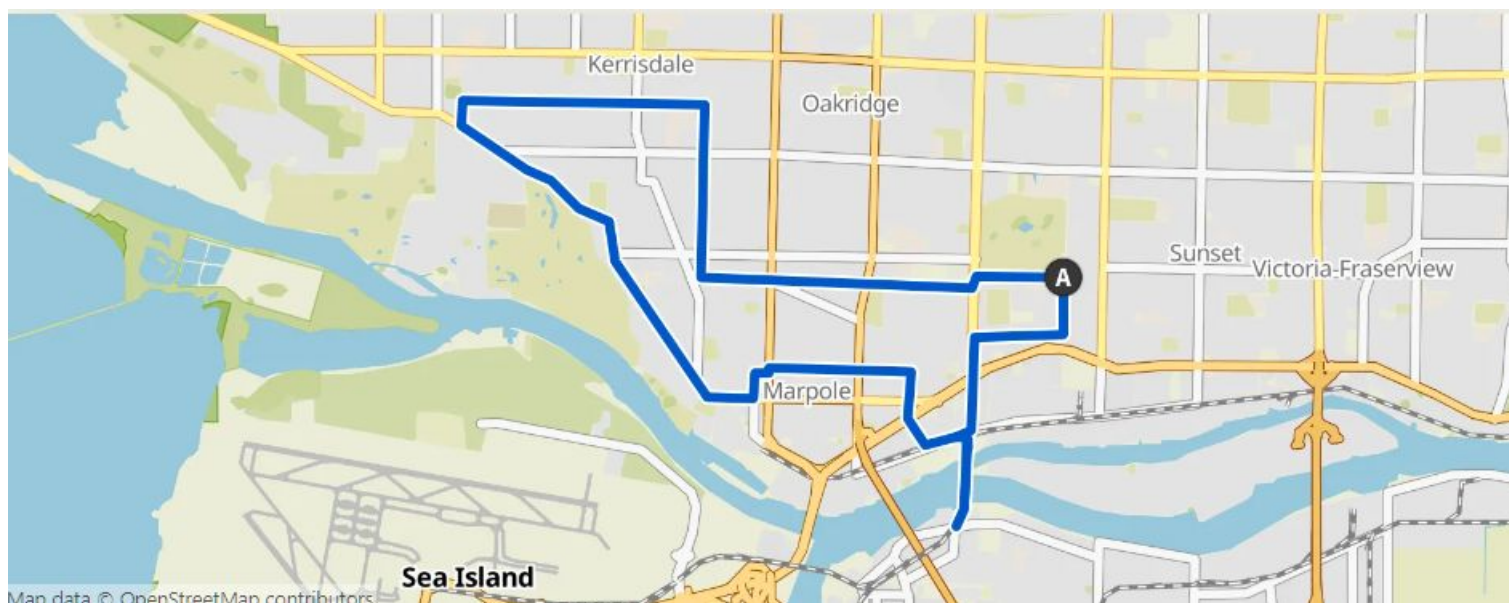 Kerrisdale
Oakridge
Sunset
Victoria-Fraserview
A
Marpole
Sea Island
Map data © OpenStreetMap contributors